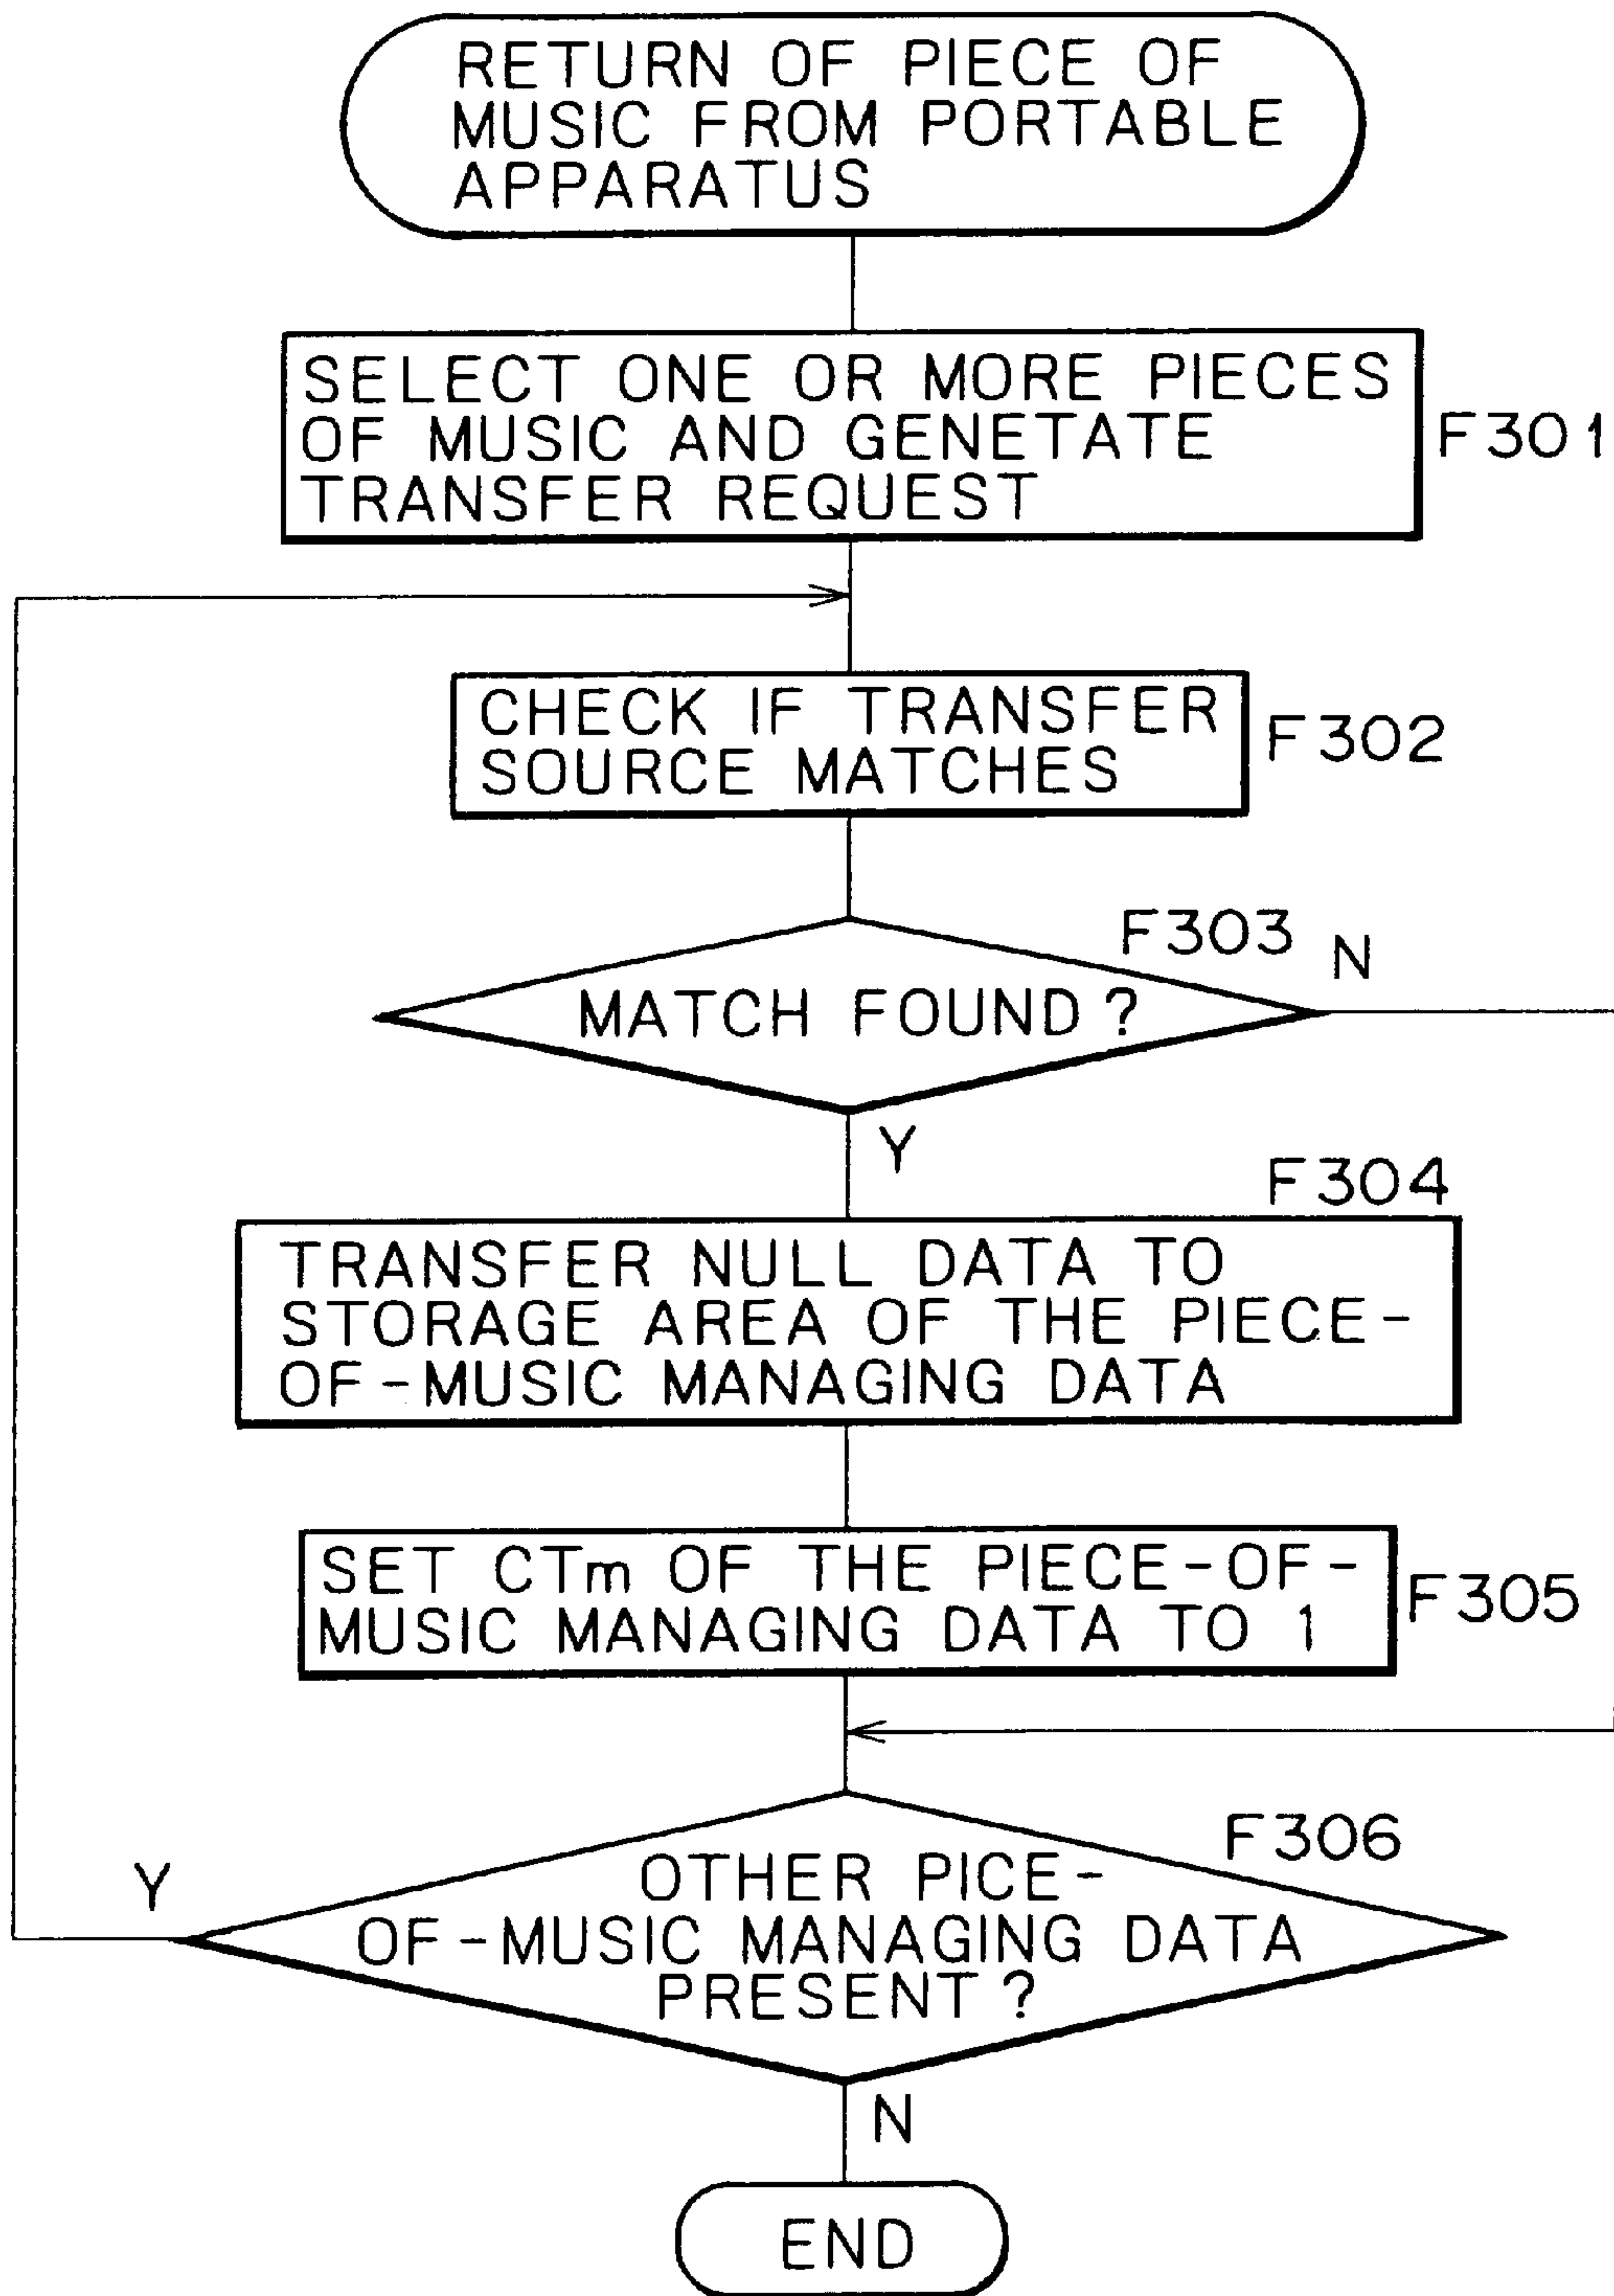 RETURN OF PIECE OF
MUSIC FROM PORTABLE
APPARATUS
SELECT ONE OR MORE PIECES
OF MUSIC AND GENETATE
TRANSFER REQUEST
F301
CHECK IF TRANSFER
SOURCE MATCHES
F302
F303
N
MATCH FOUND?
Y
F304
TRANSFER NULL DATA TO
STORAGE AREA OF THE PIECE-
OF-MUSIC MANAGING DATA
SET CTm OF THE PIECE-OF-
MUSIC MANAGING DATA TO 1
F305
F306
Y
OTHER PICE-
OF-MUSIC MANAGING DATA
PRESENT?
N
END